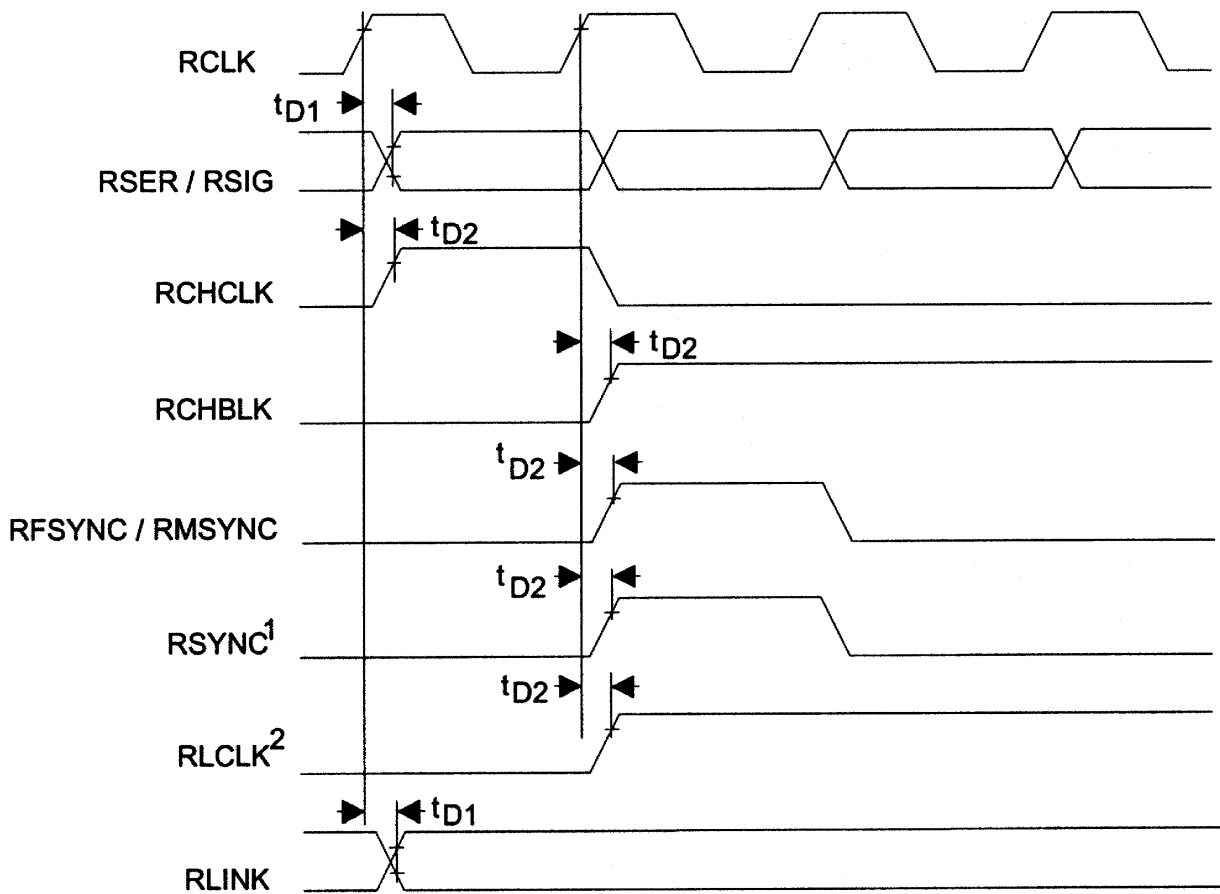 RCLK
tD1
RSER / RSIG
tD2
RCHCLK
tD2
RCHBLK
tD2
RFSYNC / RMSYNC
tD2
RSYNC1
tD2
RLCLK2
tD1
RLINK